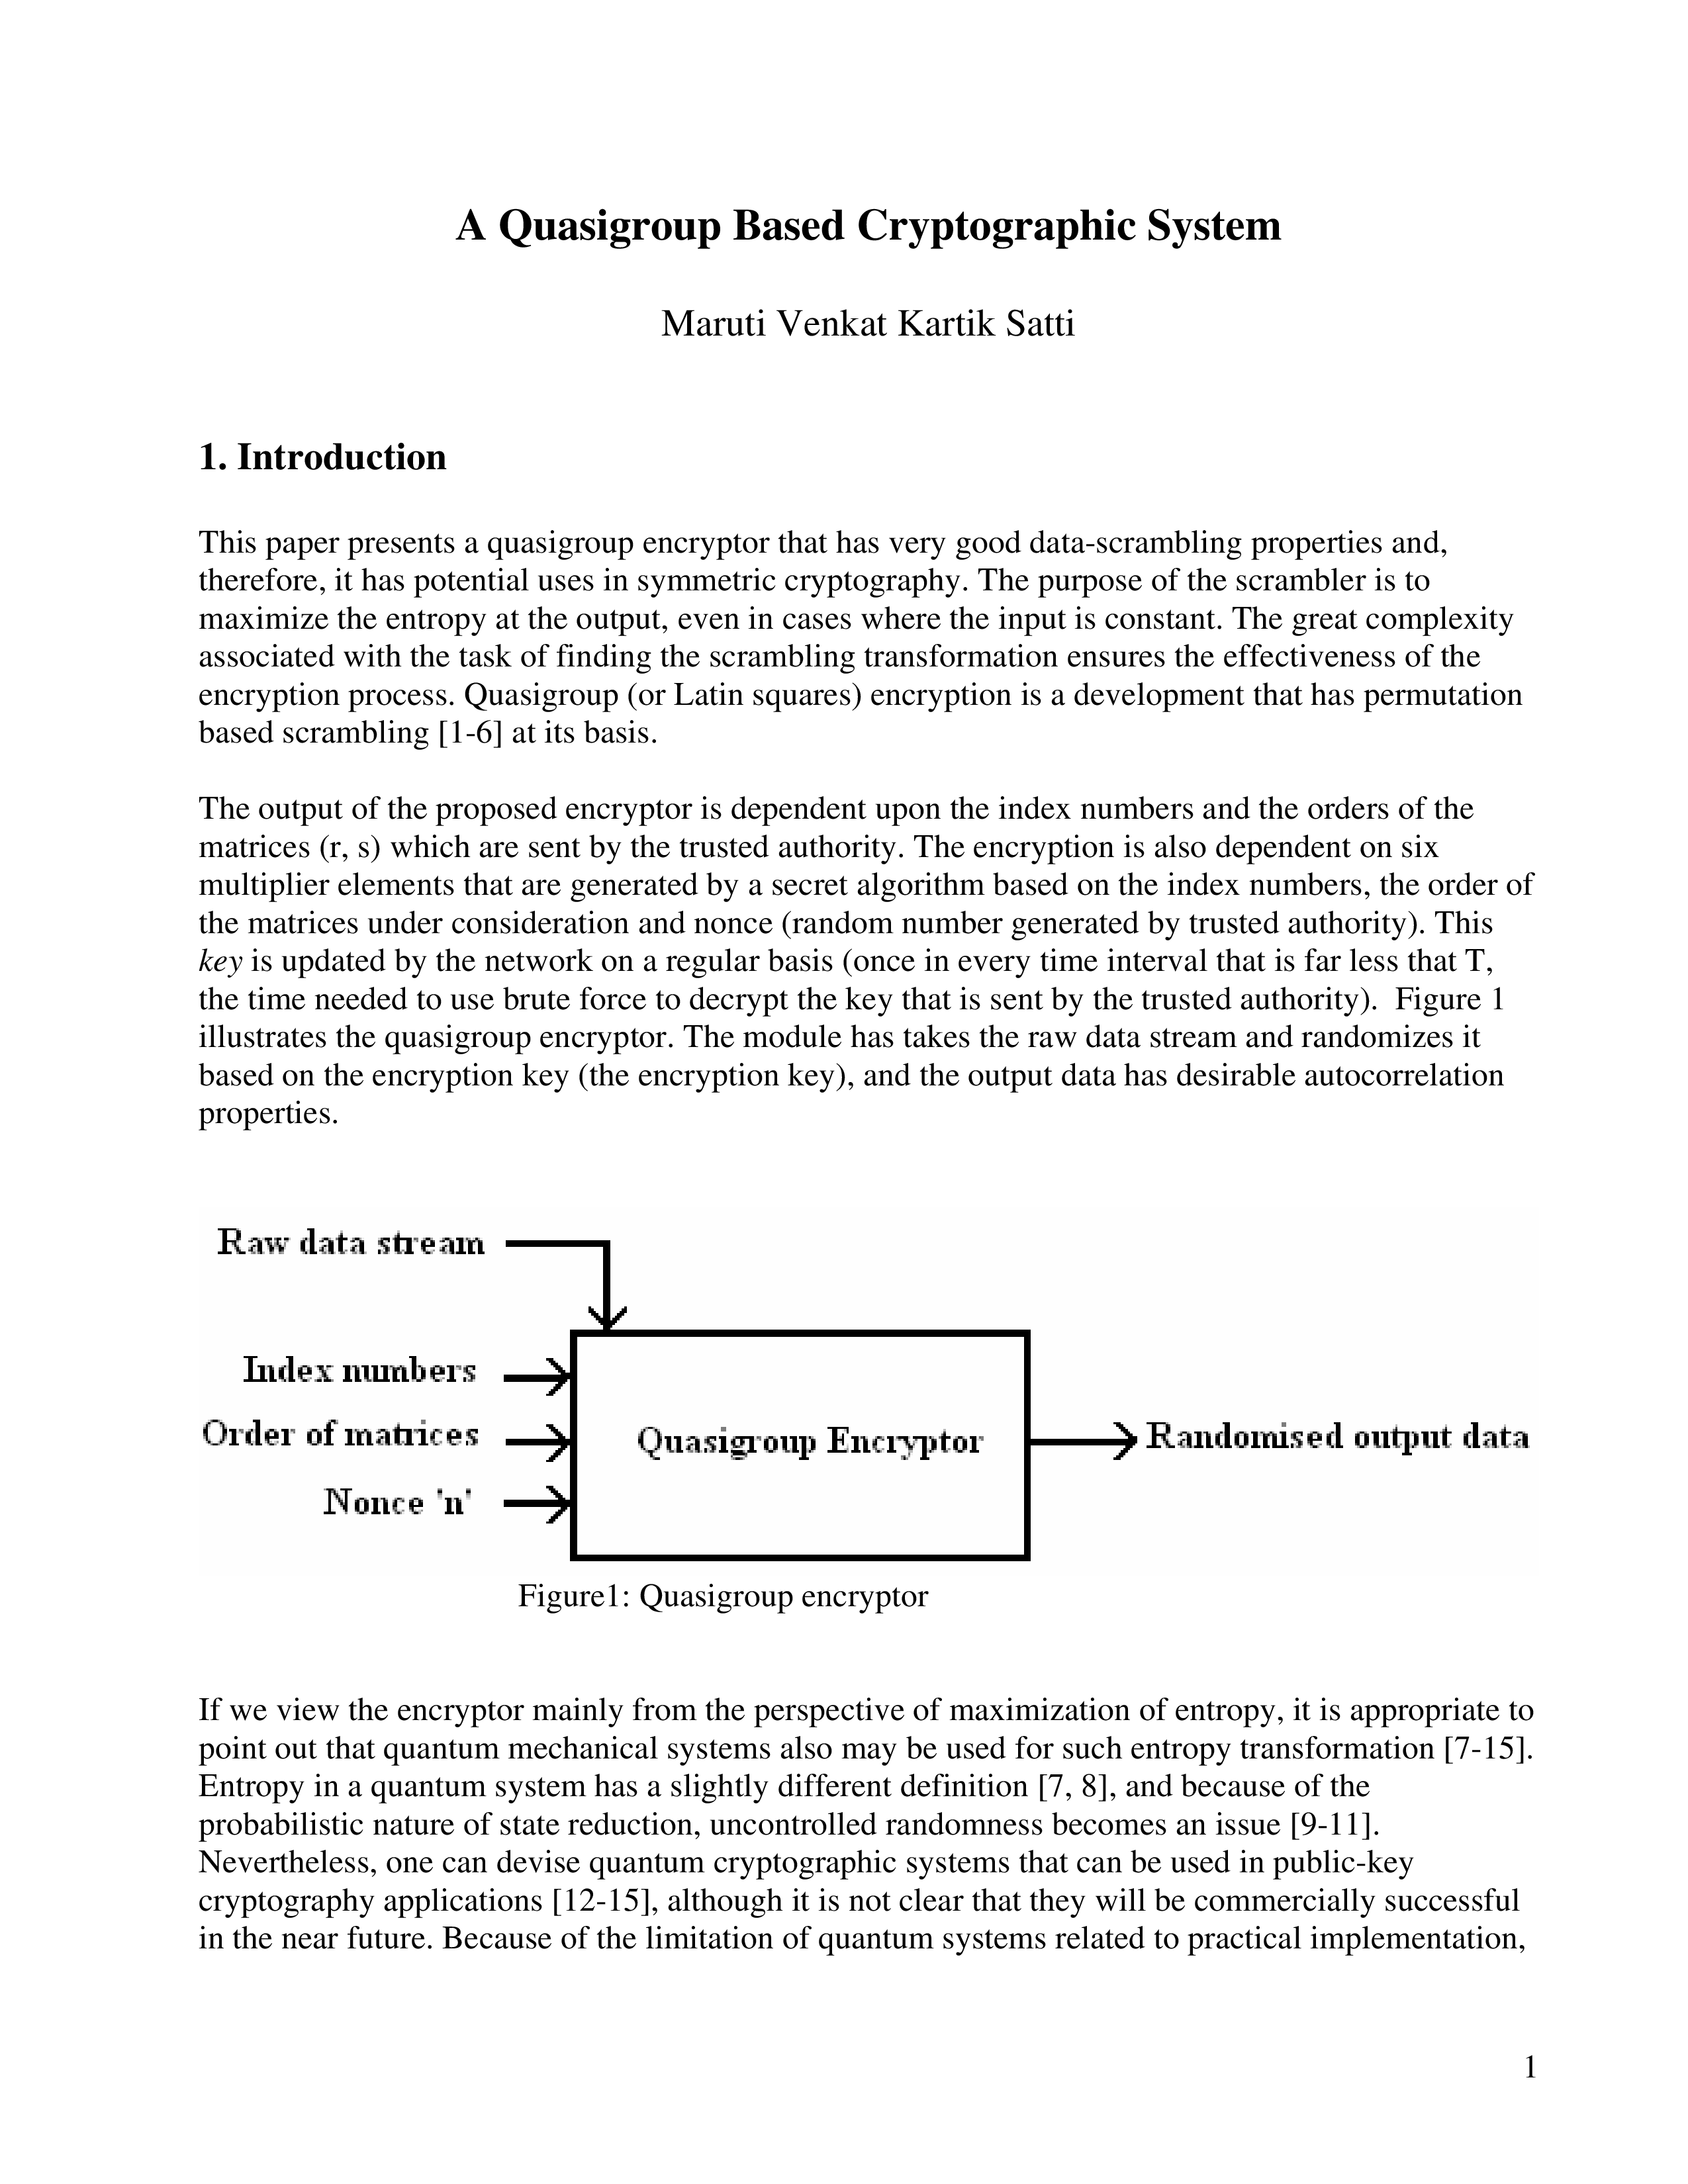 A Quasigroup Based Cryptographic System
Maruti Venkat Kartik Satti
1. Introduction
This paper presents a quasigroup encryptor that has very good data-scrambling properties and,
therefore, it has potential uses in symmetric cryptography. The purpose of the scrambler is to
maximize the entropy at the output, even in cases where the input is constant. The great complexity
associated with the task of finding the scrambling transformation ensures the effectiveness of the
encryption process. Quasigroup (or Latin squares) encryption is a development that has permutation
based scrambling [1-6] at its basis.
The output of the proposed encryptor is dependent upon the index numbers and the orders of the
matrices (r, s) which are sent by the trusted authority. The encryption is also dependent on six
multiplier elements that are generated by a secret algorithm based on the index numbers, the order of
the matrices under consideration and nonce (random number generated by trusted authority). This
key is updated by the network on a regular basis (once in every time interval that is far less that T,
the time needed to use brute force to decrypt the key that is sent by the trusted authority).  Figure 1
illustrates the quasigroup encryptor. The module has takes the raw data stream and randomizes it
based on the encryption key (the encryption key), and the output data has desirable autocorrelation
properties.
Raw data stream
Index numbers
Order of matrices
Nonce 'n'
Quasigroup Encryptor
Randomised output data
Figure1: Quasigroup encryptor
If we view the encryptor mainly from the perspective of maximization of entropy, it is appropriate to
point out that quantum mechanical systems also may be used for such entropy transformation [7-15].
Entropy in a quantum system has a slightly different definition [7, 8], and because of the
probabilistic nature of state reduction, uncontrolled randomness becomes an issue [9-11].
Nevertheless, one can devise quantum cryptographic systems that can be used in public-key
cryptography applications [12-15], although it is not clear that they will be commercially successful
in the near future. Because of the limitation of quantum systems related to practical implementation,
1